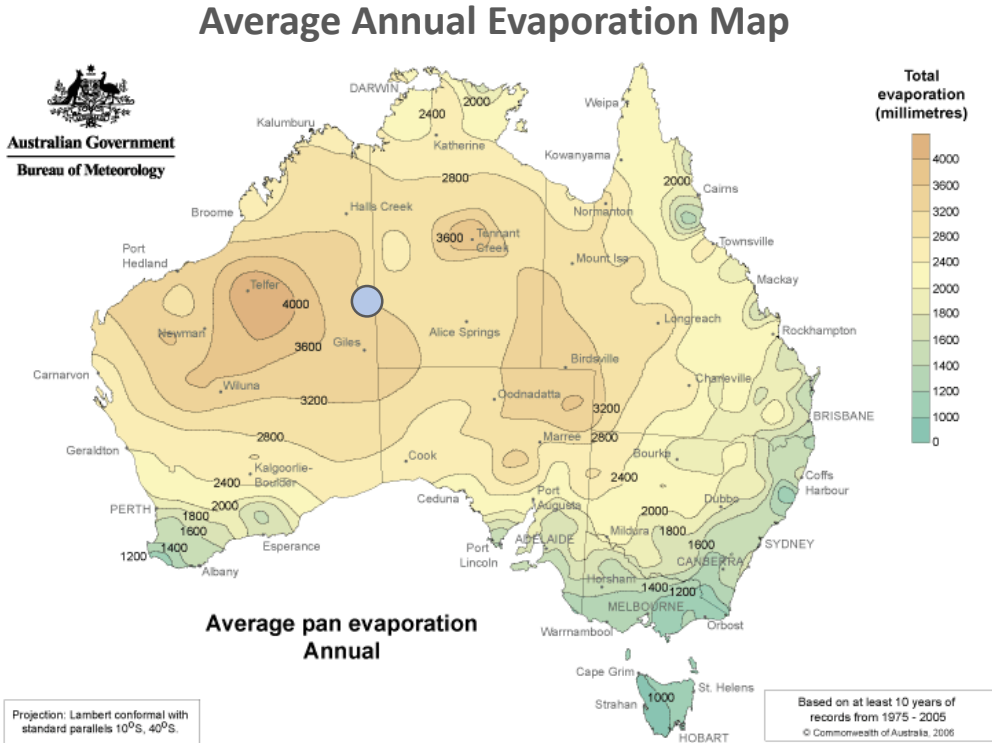 Average Annual Evaporation Map
Australian Government
Bureau of Meteorology
Total
evaporation
(millimetres)
4000
3600
3200
2800
2400
2000
1800
1600
1400
1200
1000
0
DARWIN
2000
2400
Weipa
Kalumburu
Katherine
Kowanyama
2800
2000
Cairns
Halls Creek
Broome
Normanton
3600
Tennant
Creek
Townsville
Port
Hedland
Mount Isa
Mackay
Telfer
4000
Newman
Longreach
Rockhampton
Alice Springs
Giles
3600
Birdsville
Carnarvon
Wiluna
Charleville
Oodnadatta
3200
3200
BRISBANE
2800
Marree
2800
Geraldton
Cook
Bourke
Kalgoorlie-
Boulder
2400
2400
Coffs
Harbour
Ceduna
Port
Augusta
Dubbo
PERTH
2000
1800
2000
1600
Mildura
1800
ADELAIDE
SYDNEY
1600
Esperance
1400
1200
Port
Lincoln
CANBERRA
Albany
Horsham
1400
1200
MELBOURNE
Orbost
Warrnambool
Average pan evaporation
Annual
Cape Grim
St. Helens
Strahan
1000
HOBART
Projection: Lambert conformal with
standard parallels 10°S, 40°S.
Based on at least 10 years of
records from 1975 - 2005
© Commonwealth of Australia, 2006